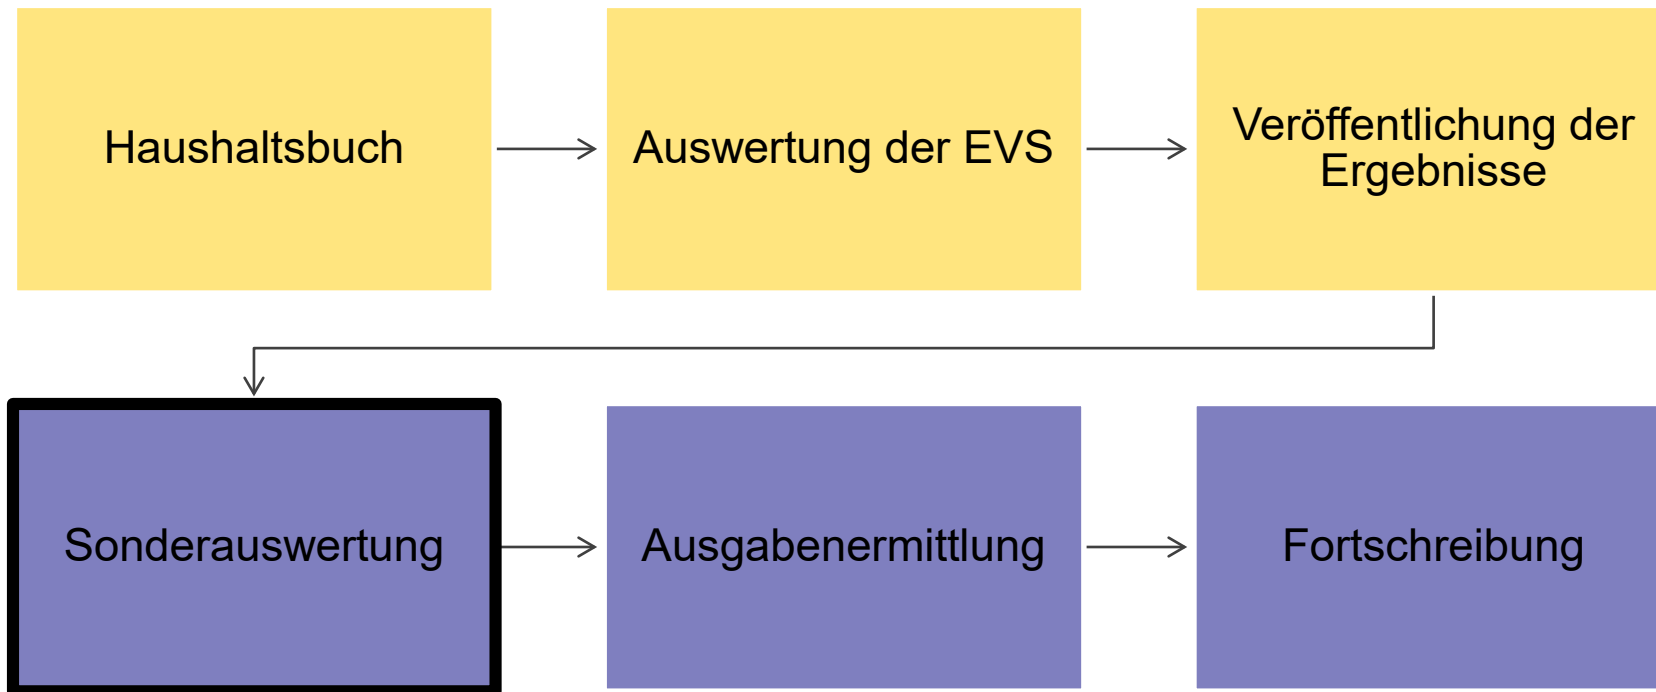 Haushaltsbuch
Auswertung der EVS
Veröffentlichung der
Ergebnisse
Sonderauswertung
Ausgabenermittlung
Fortschreibung